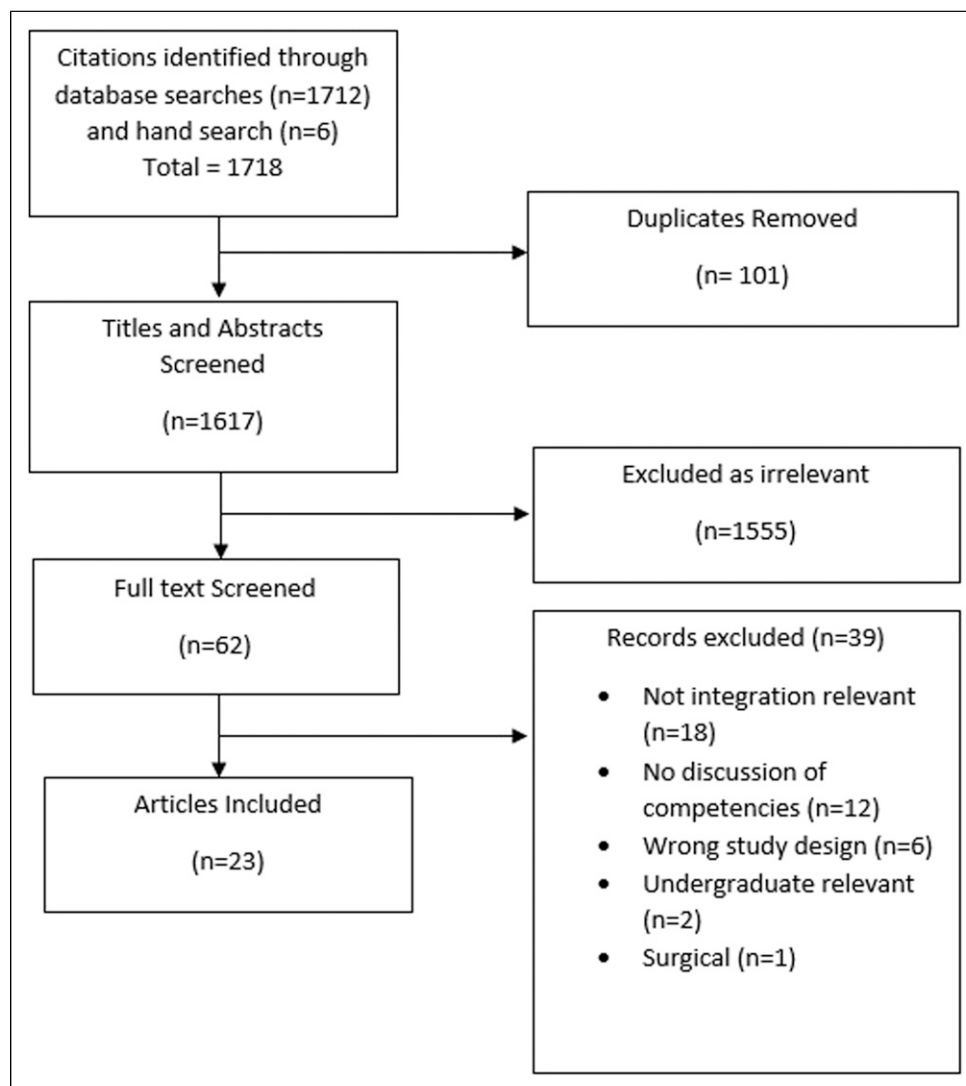 Citations identified through
database searches (n=1712)
and hand search (n=6)
Total = 1718
Duplicates Removed
(n= 101)
Titles and Abstracts
Screened
(n=1617)
Excluded as irrelevant
(n=1555)
Full text Screened
(n=62)
Records excluded (n=39)
• Not integration relevant
(n=18)
• No discussion of
competencies (n=12)
• Wrong study design (n=6)
• Undergraduate relevant
(n=2)
• Surgical (n=1)
Articles Included
(n=23)